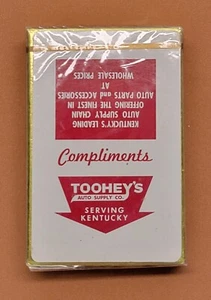 KENTUCKY'S LEADING
AUTO SUPPLY CHAIN
OFFERING THE FINEST IN
AUTO PARTS and ACCESSORIES
AT
WHOLESALE PRICES
Compliments
TOOHEY'S
AUTO SUPPLY CO.
SERVING
KENTUCKY